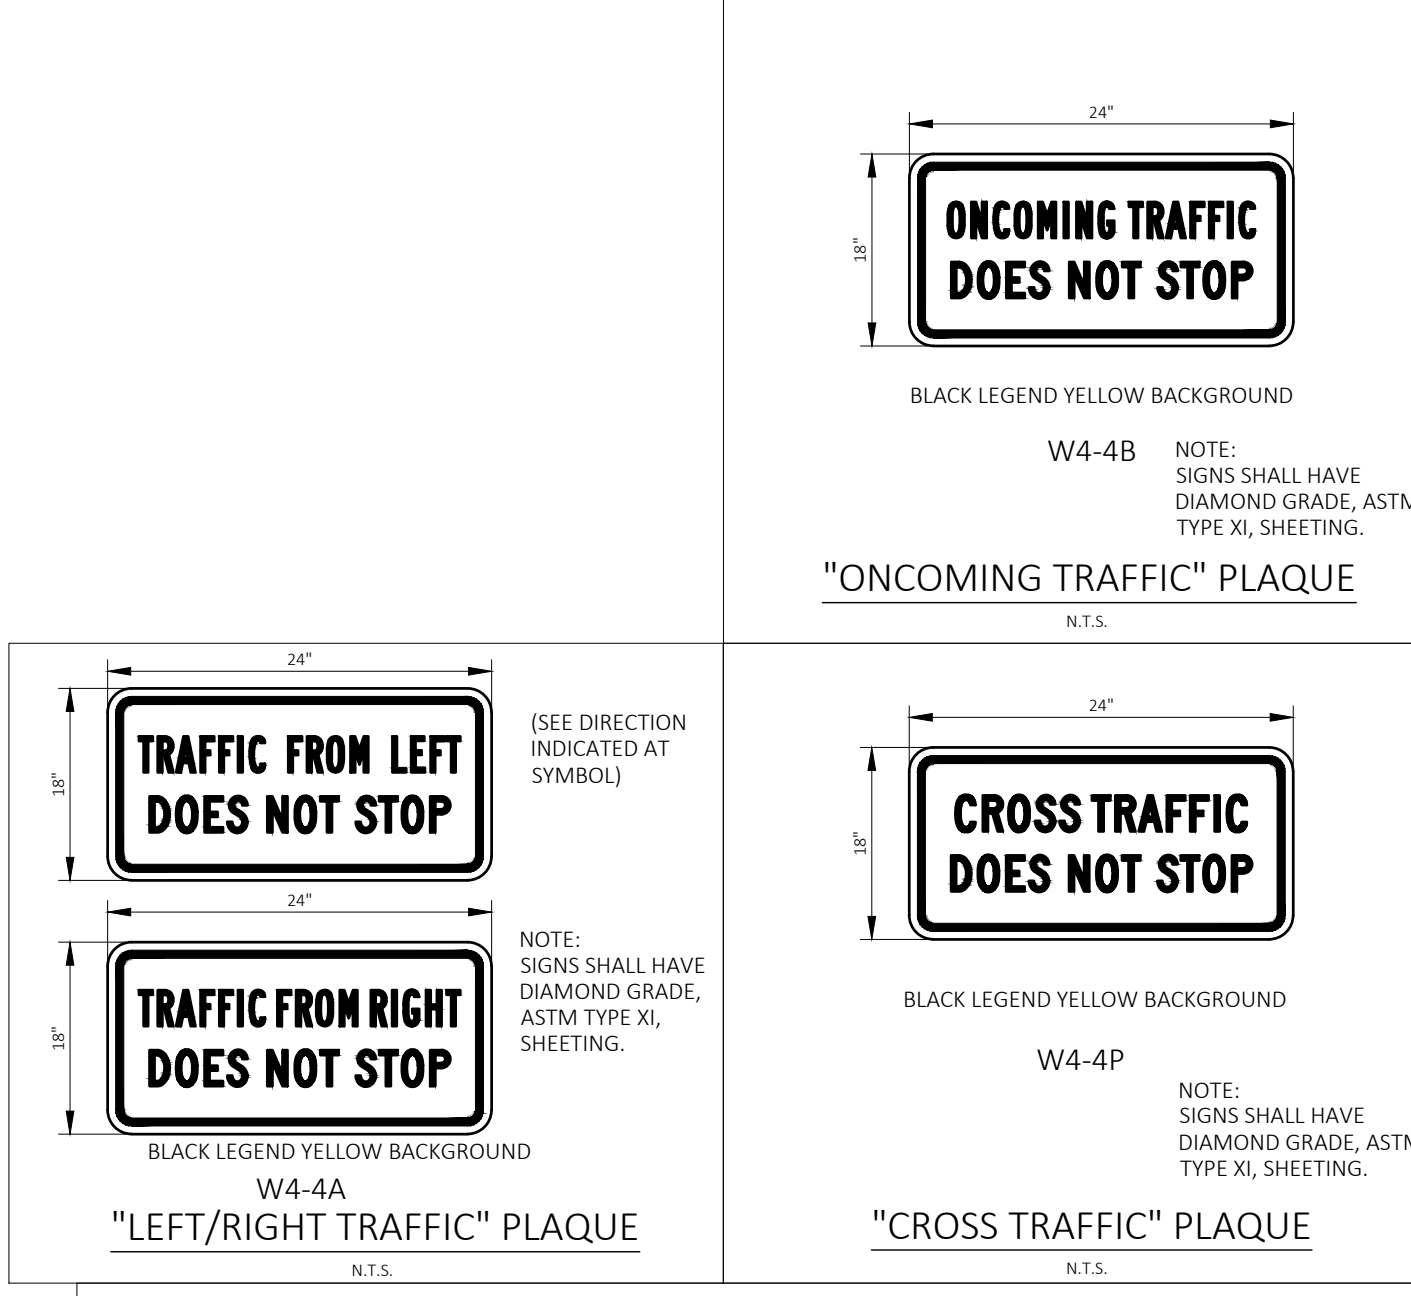 24"
18"
ONCOMING TRAFFIC
DOES NOT STOP
BLACK LEGEND YELLOW BACKGROUND
W4-4B
NOTE:
SIGNS SHALL HAVE
DIAMOND GRADE, ASTM
TYPE XI, SHEETING.
"ONCOMING TRAFFIC" PLAQUE
N.T.S.
24"
18"
TRAFFIC FROM LEFT
DOES NOT STOP
(SEE DIRECTION
INDICATED AT
SYMBOL)
24"
18"
TRAFFIC FROM RIGHT
DOES NOT STOP
NOTE:
SIGNS SHALL HAVE
DIAMOND GRADE,
ASTM TYPE XI,
SHEETING.
BLACK LEGEND YELLOW BACKGROUND
W4-4A
"LEFT/RIGHT TRAFFIC" PLAQUE
N.T.S.
24"
18"
CROSS TRAFFIC
DOES NOT STOP
BLACK LEGEND YELLOW BACKGROUND
W4-4P
NOTE:
SIGNS SHALL HAVE
DIAMOND GRADE, ASTM
TYPE XI, SHEETING.
"CROSS TRAFFIC" PLAQUE
N.T.S.